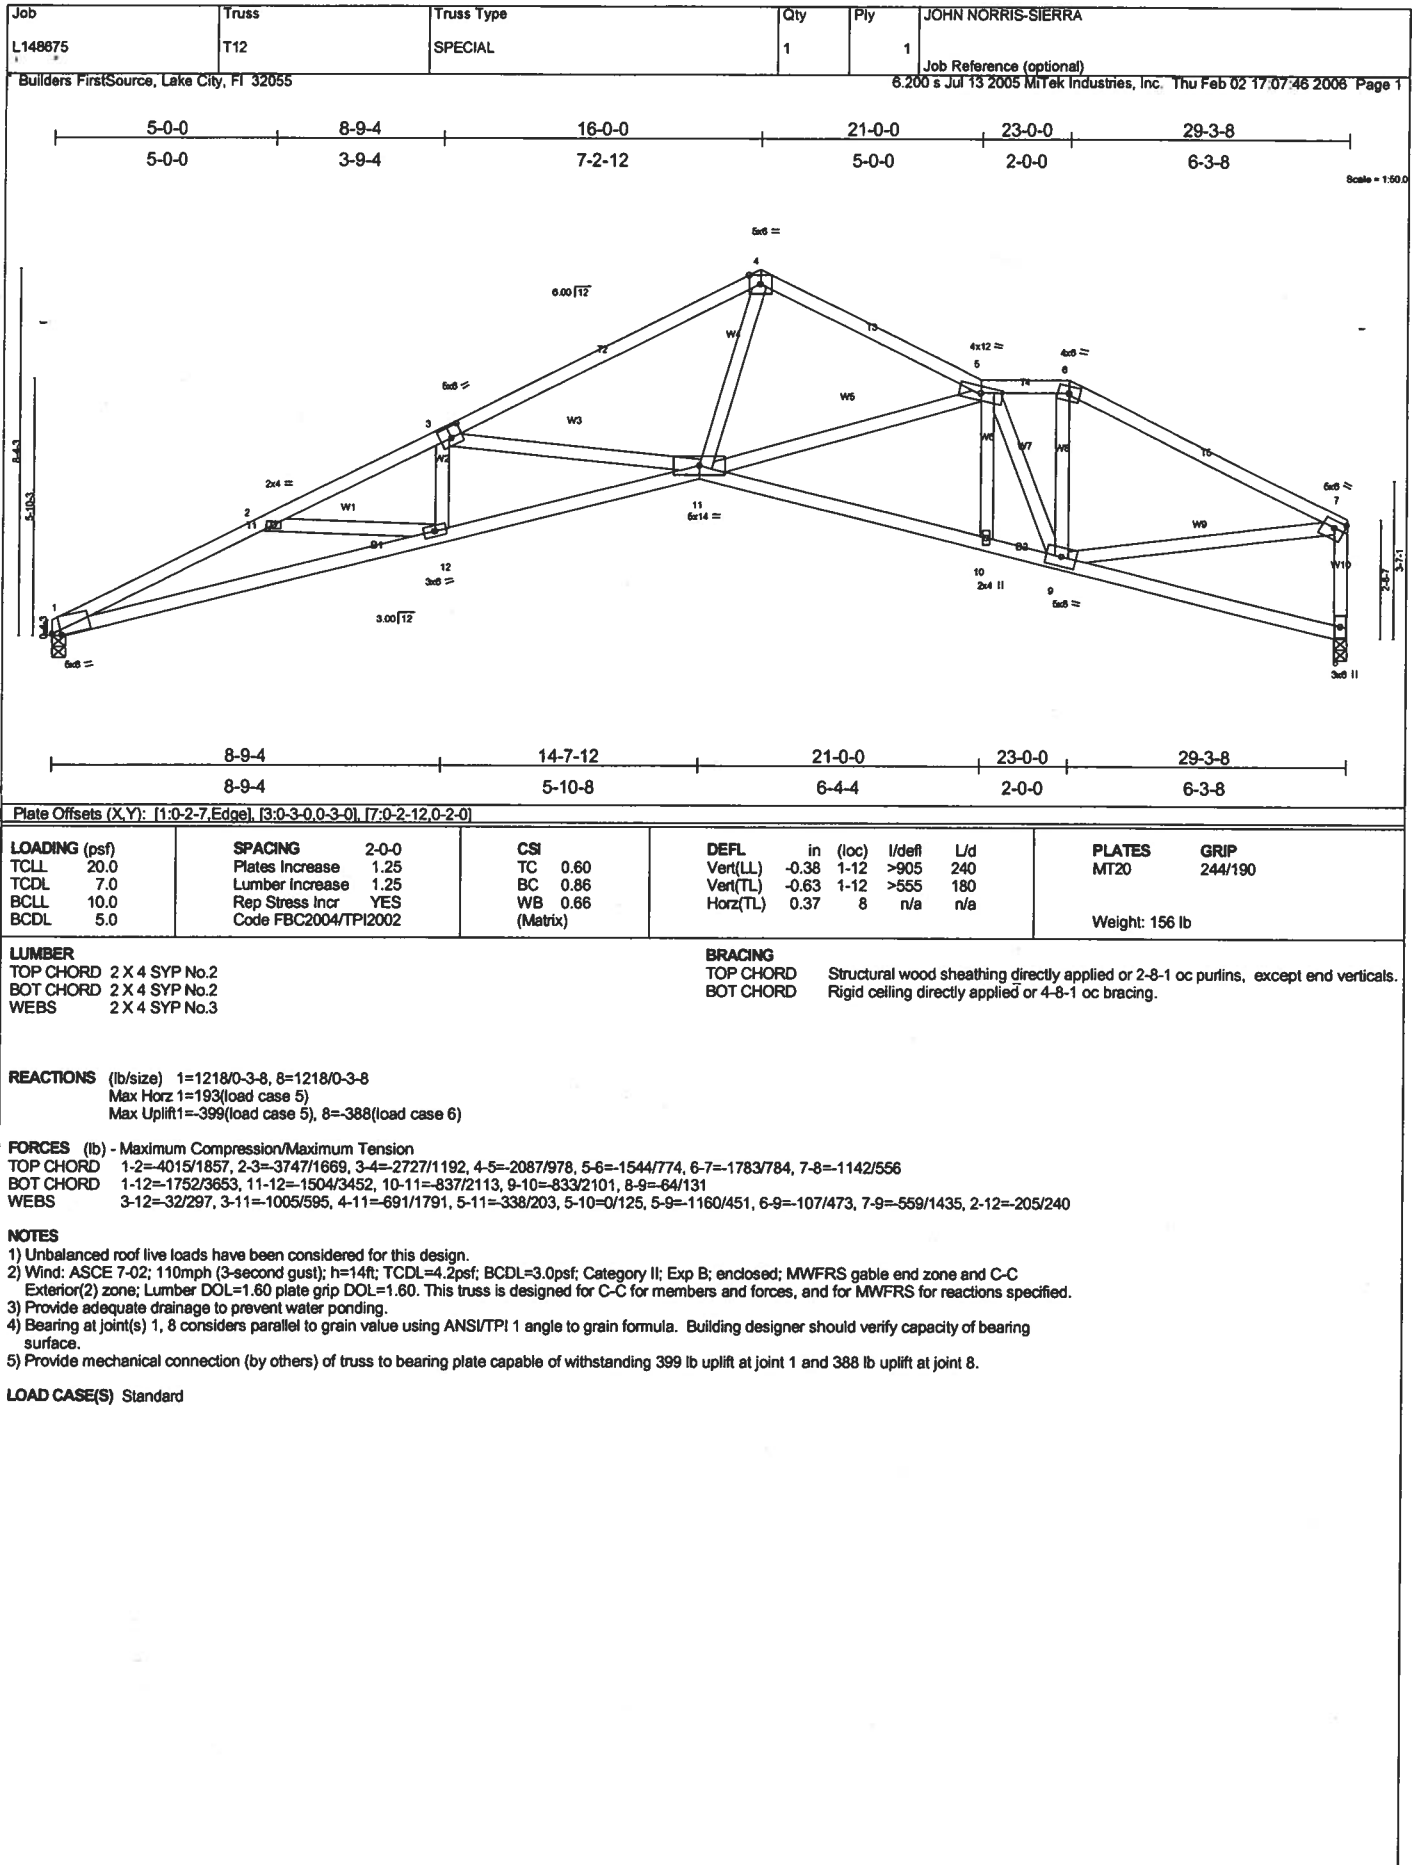 Job Truss Truss Type Qty Ply JOHN NORRIS-SIERRA
L148675 T12 SPECIAL 1 1
Job Reference (optional)
Builders FirstSource, Lake City, Fl 32055 6.200 s Jul 13 2005 MiTek Industries, Inc. Thu Feb 02 17:07:46 2006 Page 1
5-0-0 8-9-4 16-0-0 21-0-0 23-0-0 29-3-8
5-0-0 3-9-4 7-2-12 5-0-0 2-0-0 6-3-8
Scale = 1:50.0
5x6 =
4
6.00 12
T2
W4
T3
4x12 =
5
4x6 =
6
T4
5x8 =
3
W3
W5
W2
W6
W7
W8
T5
8-4-3
5-10-3
2x4 =
2
T1
W1
B1
11
5x14 =
5x6 =
7
W9
W10
2-8-7
3-7-1
12
3x6 =
10
2x4 II
B3
9
5x8 =
3.00 12
1
0-4-3
5x8 =
3x6 II
8-9-4 14-7-12 21-0-0 23-0-0 29-3-8
8-9-4 5-10-8 6-4-4 2-0-0 6-3-8
Plate Offsets (X,Y): [1:0-2-7,Edge], [3:0-3-0,0-3-0], [7:0-2-12,0-2-0]
LOADING (psf) SPACING 2-0-0 CSI DEFL in (loc) l/defl L/d PLATES GRIP
TCLL 20.0 Plates Increase 1.25 TC 0.60 Vert(LL) -0.38 1-12 >905 240 MT20 244/190
TCDL 7.0 Lumber Increase 1.25 BC 0.86 Vert(TL) -0.63 1-12 >555 180
BCLL 10.0 Rep Stress Incr YES WB 0.66 Horz(TL) 0.37 8 n/a n/a
BCDL 5.0 Code FBC2004/TPI2002 (Matrix) Weight: 156 lb
LUMBER
TOP CHORD 2 X 4 SYP No.2
BOT CHORD 2 X 4 SYP No.2
WEBS 2 X 4 SYP No.3
BRACING
TOP CHORD Structural wood sheathing directly applied or 2-8-1 oc purlins, except end verticals.
BOT CHORD Rigid ceiling directly applied or 4-8-1 oc bracing.
REACTIONS (lb/size) 1=1218/0-3-8, 8=1218/0-3-8
Max Horz 1=193(load case 5)
Max Uplift1=-399(load case 5), 8=-388(load case 6)
FORCES (lb) - Maximum Compression/Maximum Tension
TOP CHORD 1-2=-4015/1857, 2-3=-3747/1669, 3-4=-2727/1192, 4-5=-2087/978, 5-6=-1544/774, 6-7=-1783/784, 7-8=-1142/556
BOT CHORD 1-12=-1752/3653, 11-12=-1504/3452, 10-11=-837/2113, 9-10=-833/2101, 8-9=-64/131
WEBS 3-12=-32/297, 3-11=-1005/595, 4-11=-691/1791, 5-11=-338/203, 5-10=0/125, 5-9=-1160/451, 6-9=-107/473, 7-9=-559/1435, 2-12=-205/240
NOTES
1) Unbalanced roof live loads have been considered for this design.
2) Wind: ASCE 7-02; 110mph (3-second gust); h=14ft; TCDL=4.2psf; BCDL=3.0psf; Category II; Exp B; enclosed; MWFRS gable end zone and C-C
Exterior(2) zone; Lumber DOL=1.60 plate grip DOL=1.60. This truss is designed for C-C for members and forces, and for MWFRS for reactions specified.
3) Provide adequate drainage to prevent water ponding.
4) Bearing at joint(s) 1, 8 considers parallel to grain value using ANSI/TPI 1 angle to grain formula. Building designer should verify capacity of bearing
surface.
5) Provide mechanical connection (by others) of truss to bearing plate capable of withstanding 399 lb uplift at joint 1 and 388 lb uplift at joint 8.
LOAD CASE(S) Standard